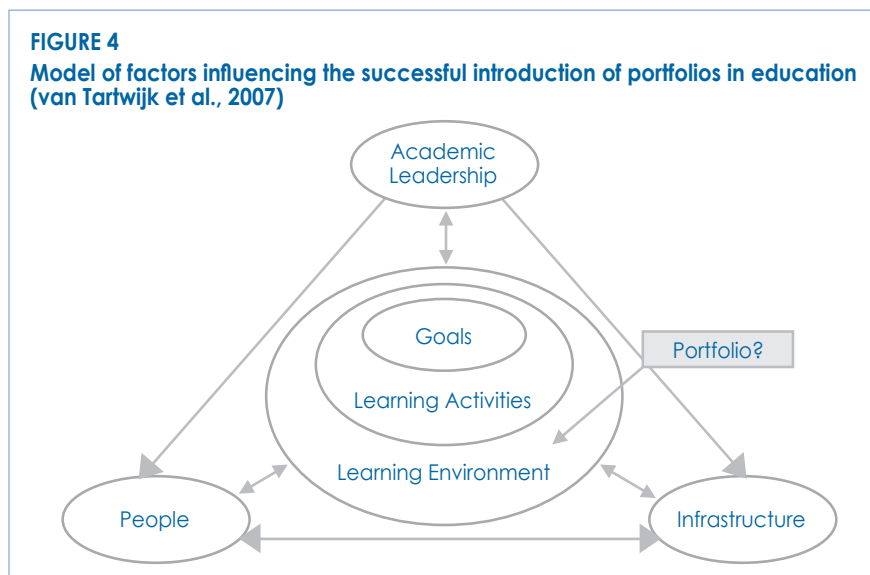 FIGURE 4
Model of factors influencing the successful introduction of portfolios in education
(van Tartwijk et al., 2007)
Academic
Leadership
Goals
Portfolio?
Learning Activities
Learning Environment
People
Infrastructure